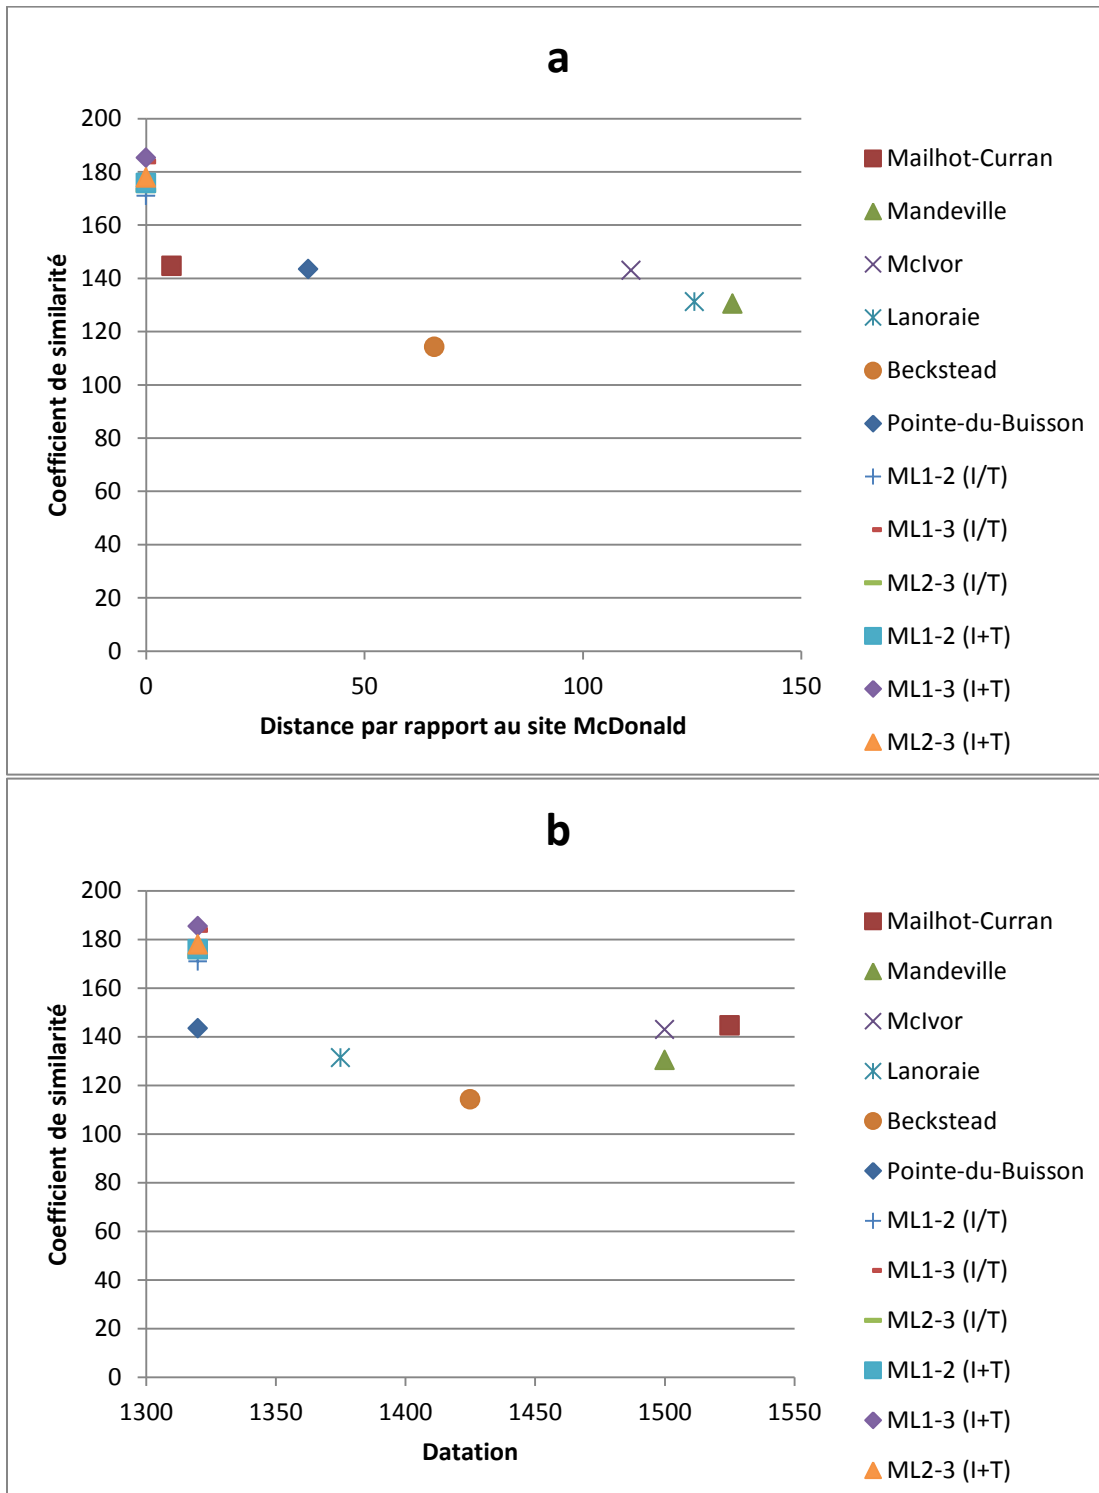 a
200
180
160
140
120
100
80
60
40
20
0
Coefficient de similarité
0 50 100 150
Distance par rapport au site McDonald
Mailhot-Curran
Mandeville
McIvor
Lanoraie
Beckstead
Pointe-du-Buisson
ML1-2 (I/T)
ML1-3 (I/T)
ML2-3 (I/T)
ML1-2 (I+T)
ML1-3 (I+T)
ML2-3 (I+T)
b
200
180
160
140
120
100
80
60
40
20
0
Coefficient de similarité
1300 1350 1400 1450 1500 1550
Datation
Mailhot-Curran
Mandeville
McIvor
Lanoraie
Beckstead
Pointe-du-Buisson
ML1-2 (I/T)
ML1-3 (I/T)
ML2-3 (I/T)
ML1-2 (I+T)
ML1-3 (I+T)
ML2-3 (I+T)